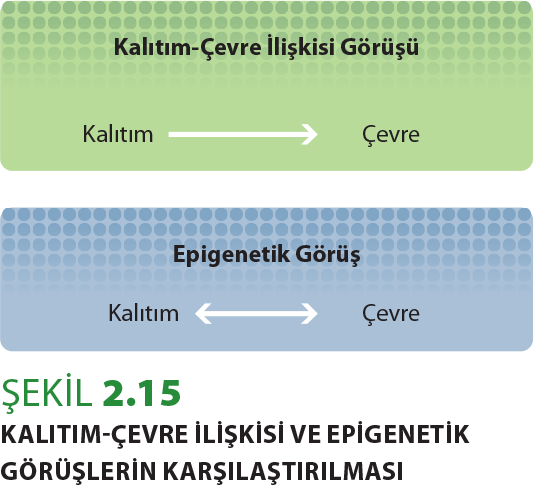 Kalıtım-Çevre İlişkisi Görüşü
Kalıtım Çevre
Epigenetik Görüş
Kalıtım Çevre
ŞEKİL 2.15
KALITIM-ÇEVRE İLİŞKİSİ VE EPİGENETİK
GÖRÜŞLERİN KARŞILAŞTIRILMASI